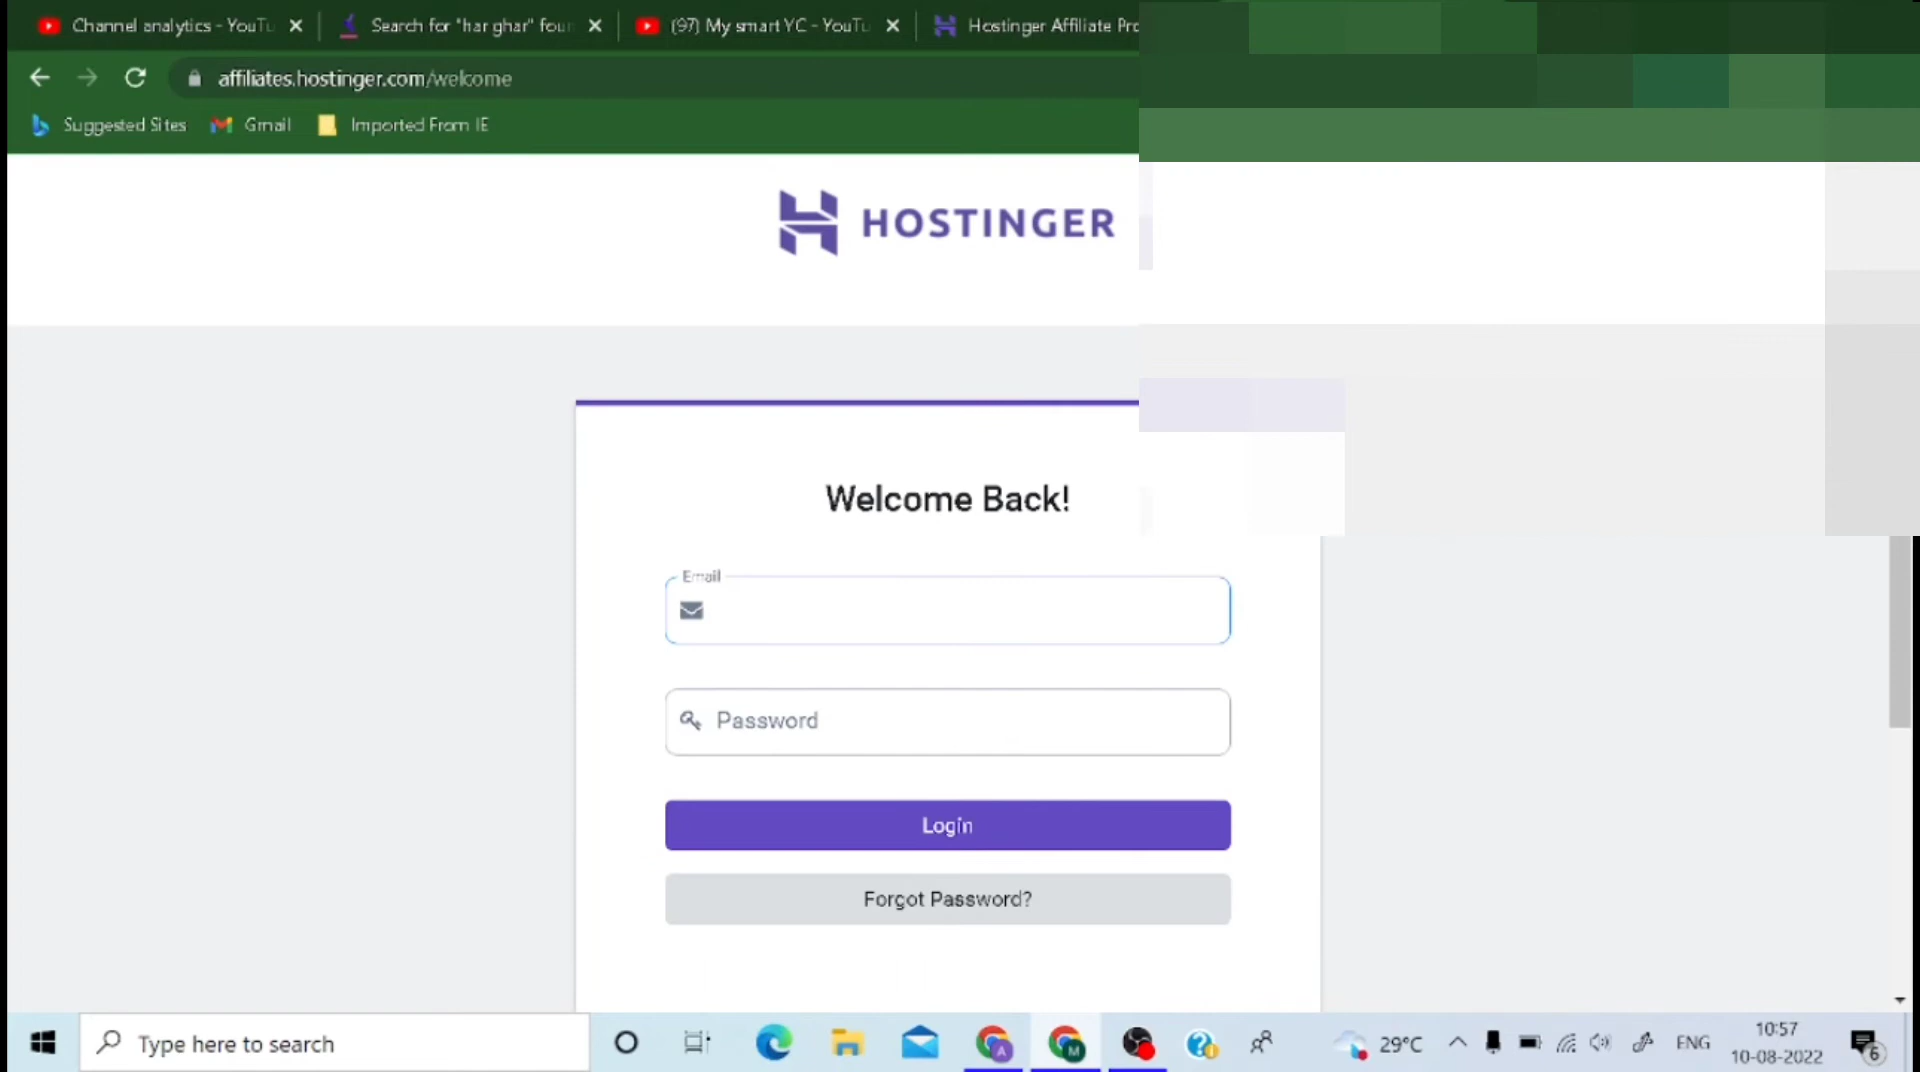 Channel analytics - YouTu
Search for "har ghar" foun
(97) My smart YC - YouTu
Hostinger Affiliate Pro
affiliates.hostinger.com/welcome
Suggested Sites
Gmail
Imported From IE
HOSTINGER
Welcome Back!
Email
Password
Login
Forgot Password?
Type here to search
A
M
29°C
ENG
10:57
10-08-2022
6